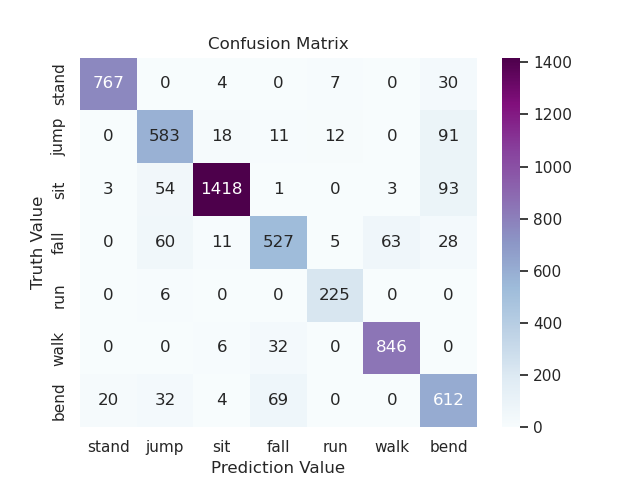 Confusion Matrix
Truth Value
stand 767 0 4 0 7 0 30
jump 0 583 18 11 12 0 91
sit 3 54 1418 1 0 3 93
fall 0 60 11 527 5 63 28
run 0 6 0 0 225 0 0
walk 0 0 6 32 0 846 0
bend 20 32 4 69 0 0 612
stand jump sit fall run walk bend
Prediction Value
1400
1200
1000
800
600
400
200
0